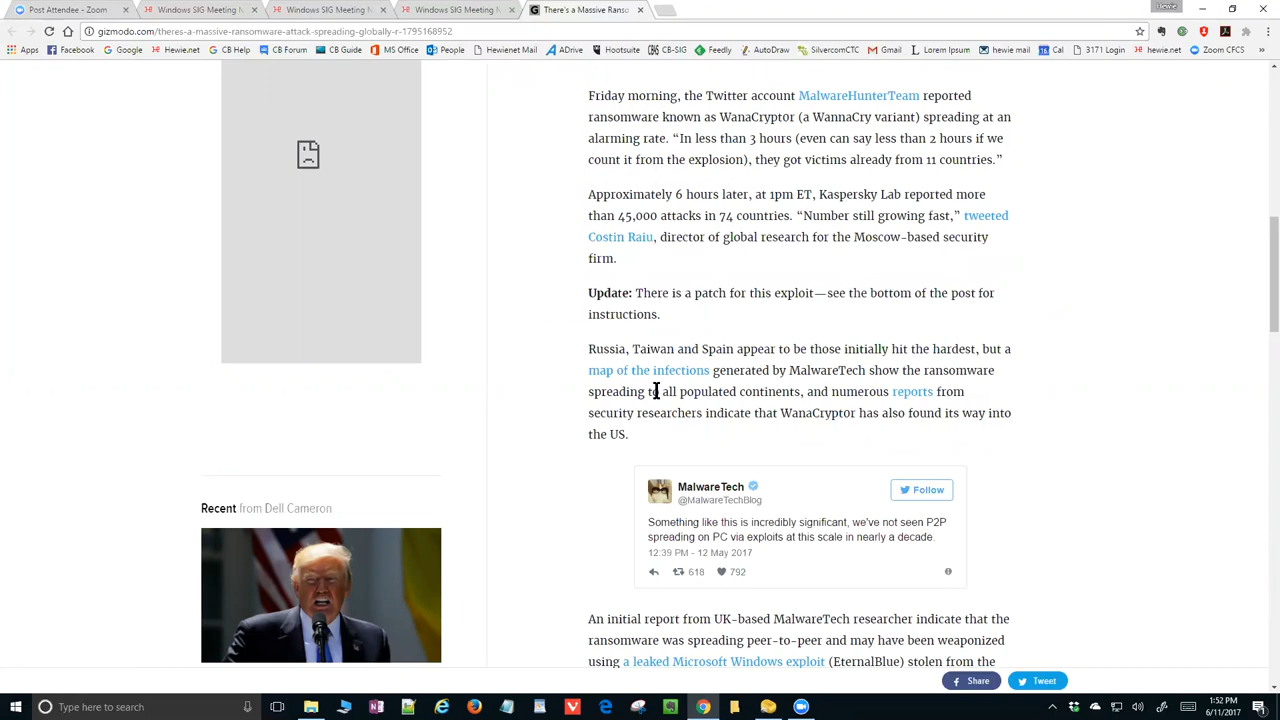 Post Attendee - Zoom
Windows SIG Meeting N
Windows SIG Meeting N
Windows SIG Meeting N
There's a Massive Ranso
Hewie
gizmodo.com/theres-a-massive-ransomware-attack-spreading-globally-r-1795168952
Apps Facebook Google Hewie.net CB Help CB Forum CB Guide MS Office People Hewienet Mail ADrive Hootsuite CB-SIG Feedly AutoDraw SilvercomCTC Gmail Lorem Ipsum hewie mail Cal 3171 Login hewie.net Zoom CFCS
Friday morning, the Twitter account MalwareHunterTeam reported
ransomware known as WanaCrypt0r (a WannaCry variant) spreading at an
alarming rate. “In less than 3 hours (even can say less than 2 hours if we
count it from the explosion), they got victims already from 11 countries.”
Approximately 6 hours later, at 1pm ET, Kaspersky Lab reported more
than 45,000 attacks in 74 countries. “Number still growing fast,” tweeted
Costin Raiu, director of global research for the Moscow-based security
firm.
Update: There is a patch for this exploit—see the bottom of the post for
instructions.
Russia, Taiwan and Spain appear to be those initially hit the hardest, but a
map of the infections generated by MalwareTech show the ransomware
spreading to all populated continents, and numerous reports from
security researchers indicate that WanaCrypt0r has also found its way into
the US.
MalwareTech
@MalwareTechBlog
Follow
Something like this is incredibly significant, we've not seen P2P
spreading on PC via exploits at this scale in nearly a decade.
12:39 PM - 12 May 2017
618 792
Recent from Dell Cameron
An initial report from UK-based MalwareTech researcher indicate that the
ransomware was spreading peer-to-peer and may have been weaponized
using a leaked Microsoft Windows exploit (EternalBlue) stolen from the
Share Tweet
Type here to search
1:52 PM
6/11/2017